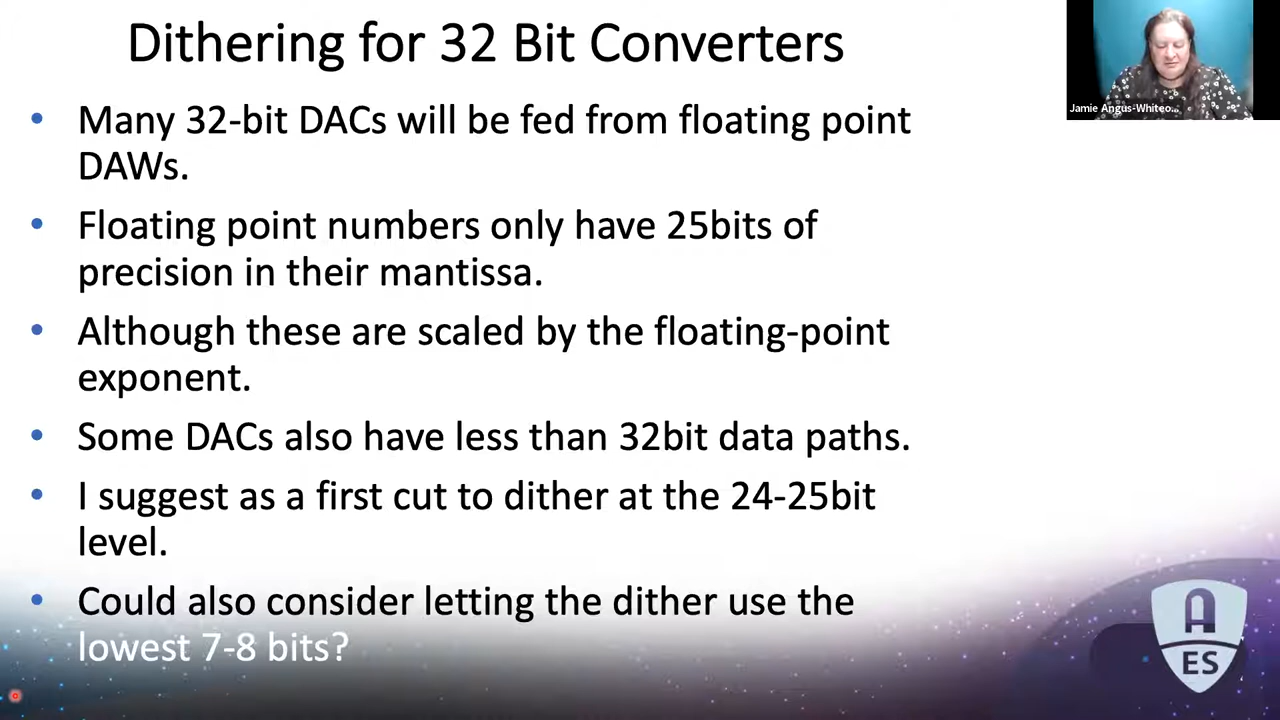 Dithering for 32 Bit Converters
Jamie Angus-Whiteo...
• Many 32-bit DACs will be fed from floating point
DAWs.
• Floating point numbers only have 25bits of
precision in their mantissa.
• Although these are scaled by the floating-point
exponent.
• Some DACs also have less than 32bit data paths.
• I suggest as a first cut to dither at the 24-25bit
level.
• Could also consider letting the dither use the
lowest 7-8 bits?
A
ES